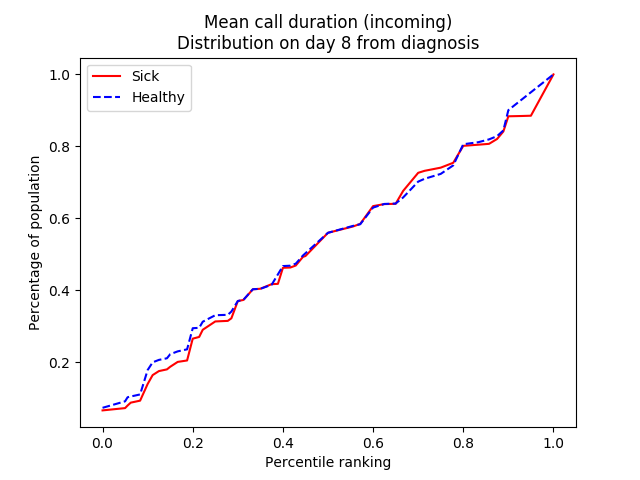 Mean call duration (incoming)
Distribution on day 8 from diagnosis
Sick
Healthy
Percentage of population
1.0
0.8
0.6
0.4
0.2
0.0 0.2 0.4 0.6 0.8 1.0
Percentile ranking